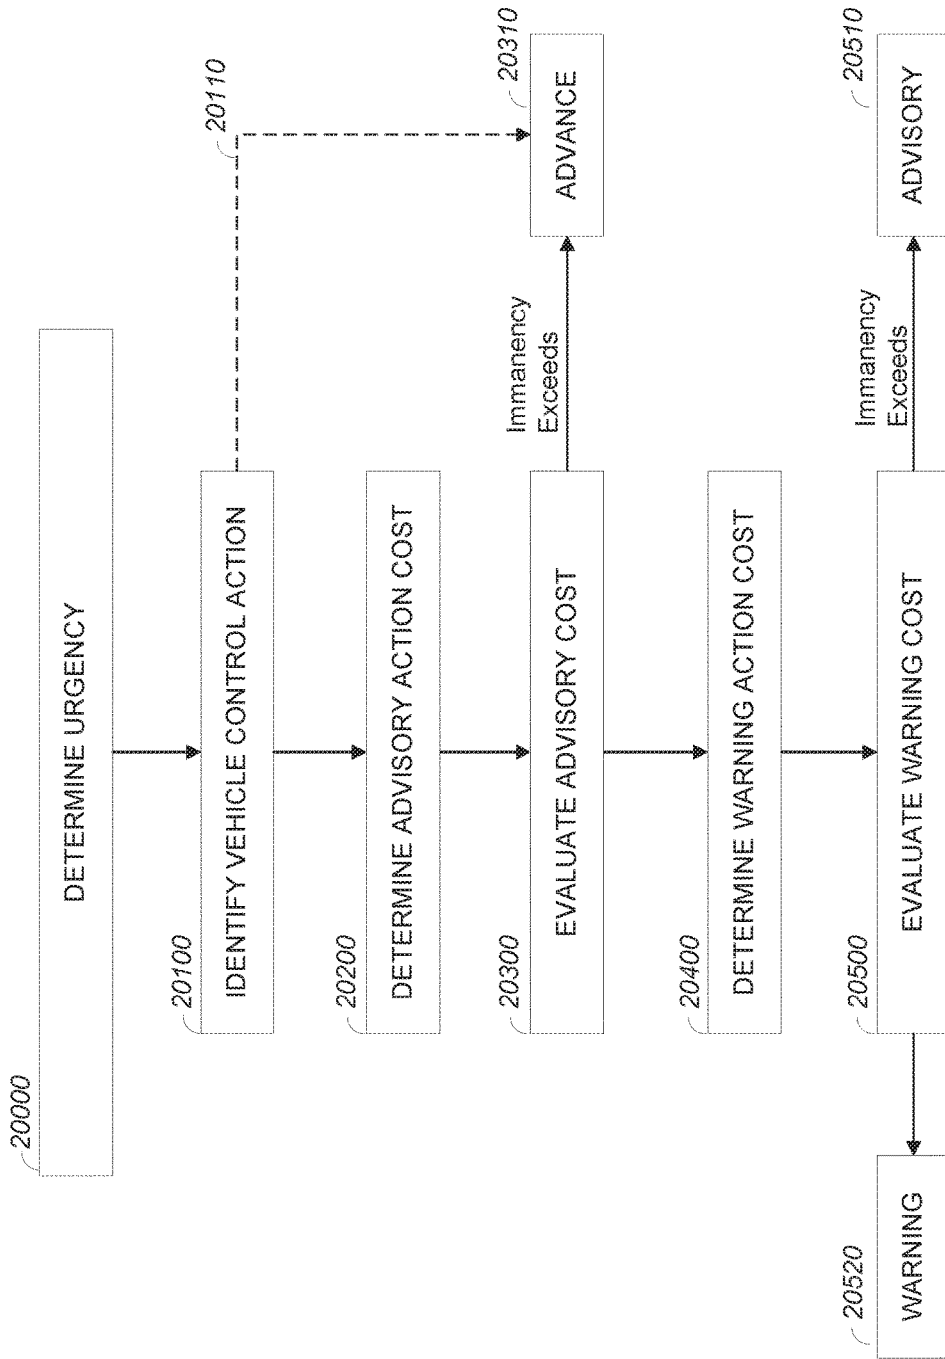 20000
DETERMINE URGENCY
20100
IDENTIFY VEHICLE CONTROL ACTION
20110
20200
DETERMINE ADVISORY ACTION COST
20300
EVALUATE ADVISORY COST
Immanency
Exceeds
20310
ADVANCE
20400
DETERMINE WARNING ACTION COST
20520
WARNING
20500
EVALUATE WARNING COST
Immanency
Exceeds
20510
ADVISORY